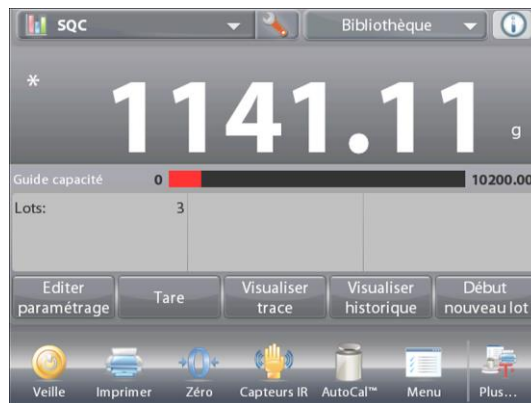 SQC
Bibliothèque
*
1141.11
g
Guide capacité 0 10200.00
Lots: 3
Editer paramétrage
Tare
Visualiser trace
Visualiser historique
Début nouveau lot
Veille
Imprimer
Zéro
Capteurs IR
AutoCal™
Menu
Plus...